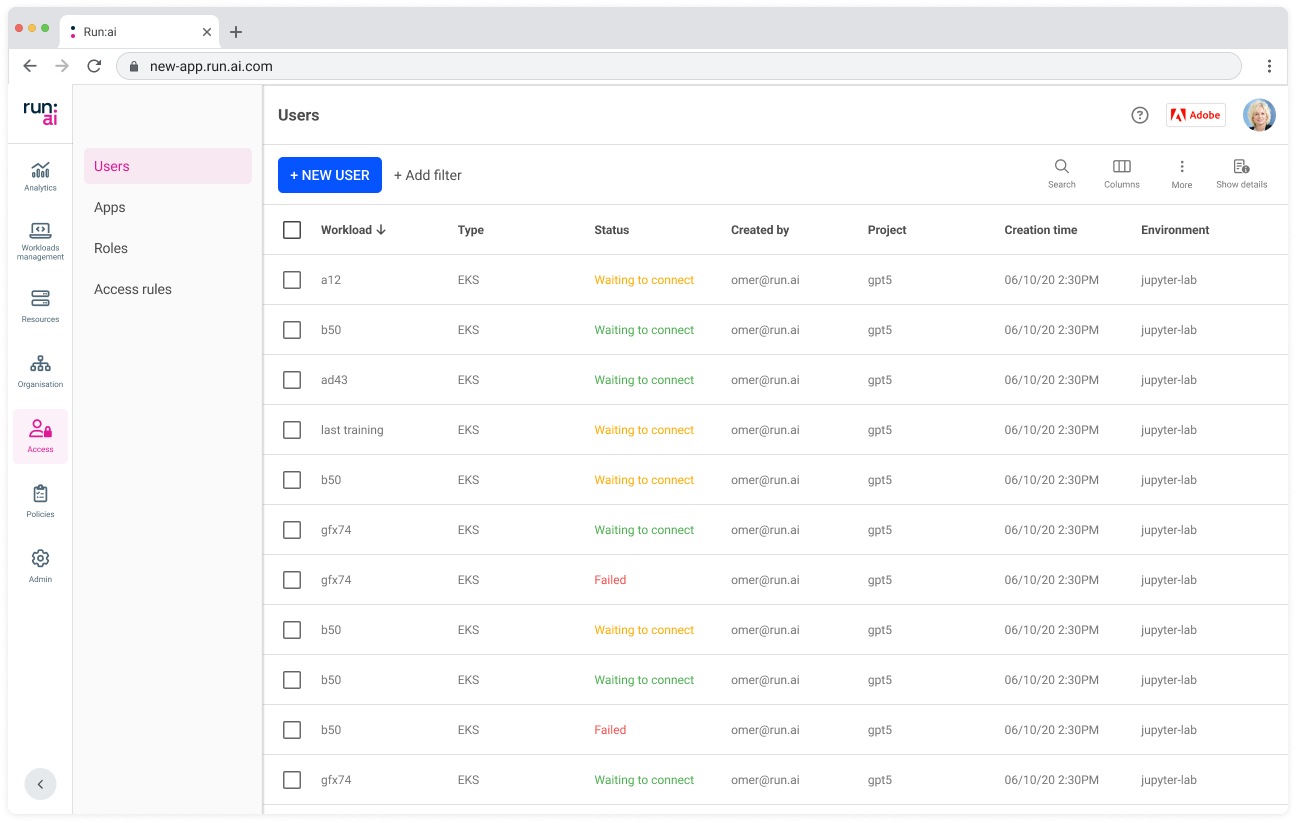 Run:ai
new-app.run.ai.com
run:
ai
Analytics
Workloads
management
Resources
Organisation
Access
Policies
Admin
Users
Apps
Roles
Access rules
Users
Adobe
+ NEW USER
+ Add filter
Search
Columns
More
Show details
Workload Type Status Created by Project Creation time Environment
a12 EKS Waiting to connect omer@run.ai gpt5 06/10/20 2:30PM jupyter-lab
b50 EKS Waiting to connect omer@run.ai gpt5 06/10/20 2:30PM jupyter-lab
ad43 EKS Waiting to connect omer@run.ai gpt5 06/10/20 2:30PM jupyter-lab
last training EKS Waiting to connect omer@run.ai gpt5 06/10/20 2:30PM jupyter-lab
b50 EKS Waiting to connect omer@run.ai gpt5 06/10/20 2:30PM jupyter-lab
gfx74 EKS Waiting to connect omer@run.ai gpt5 06/10/20 2:30PM jupyter-lab
gfx74 EKS Failed omer@run.ai gpt5 06/10/20 2:30PM jupyter-lab
b50 EKS Waiting to connect omer@run.ai gpt5 06/10/20 2:30PM jupyter-lab
b50 EKS Waiting to connect omer@run.ai gpt5 06/10/20 2:30PM jupyter-lab
b50 EKS Failed omer@run.ai gpt5 06/10/20 2:30PM jupyter-lab
gfx74 EKS Waiting to connect omer@run.ai gpt5 06/10/20 2:30PM jupyter-lab